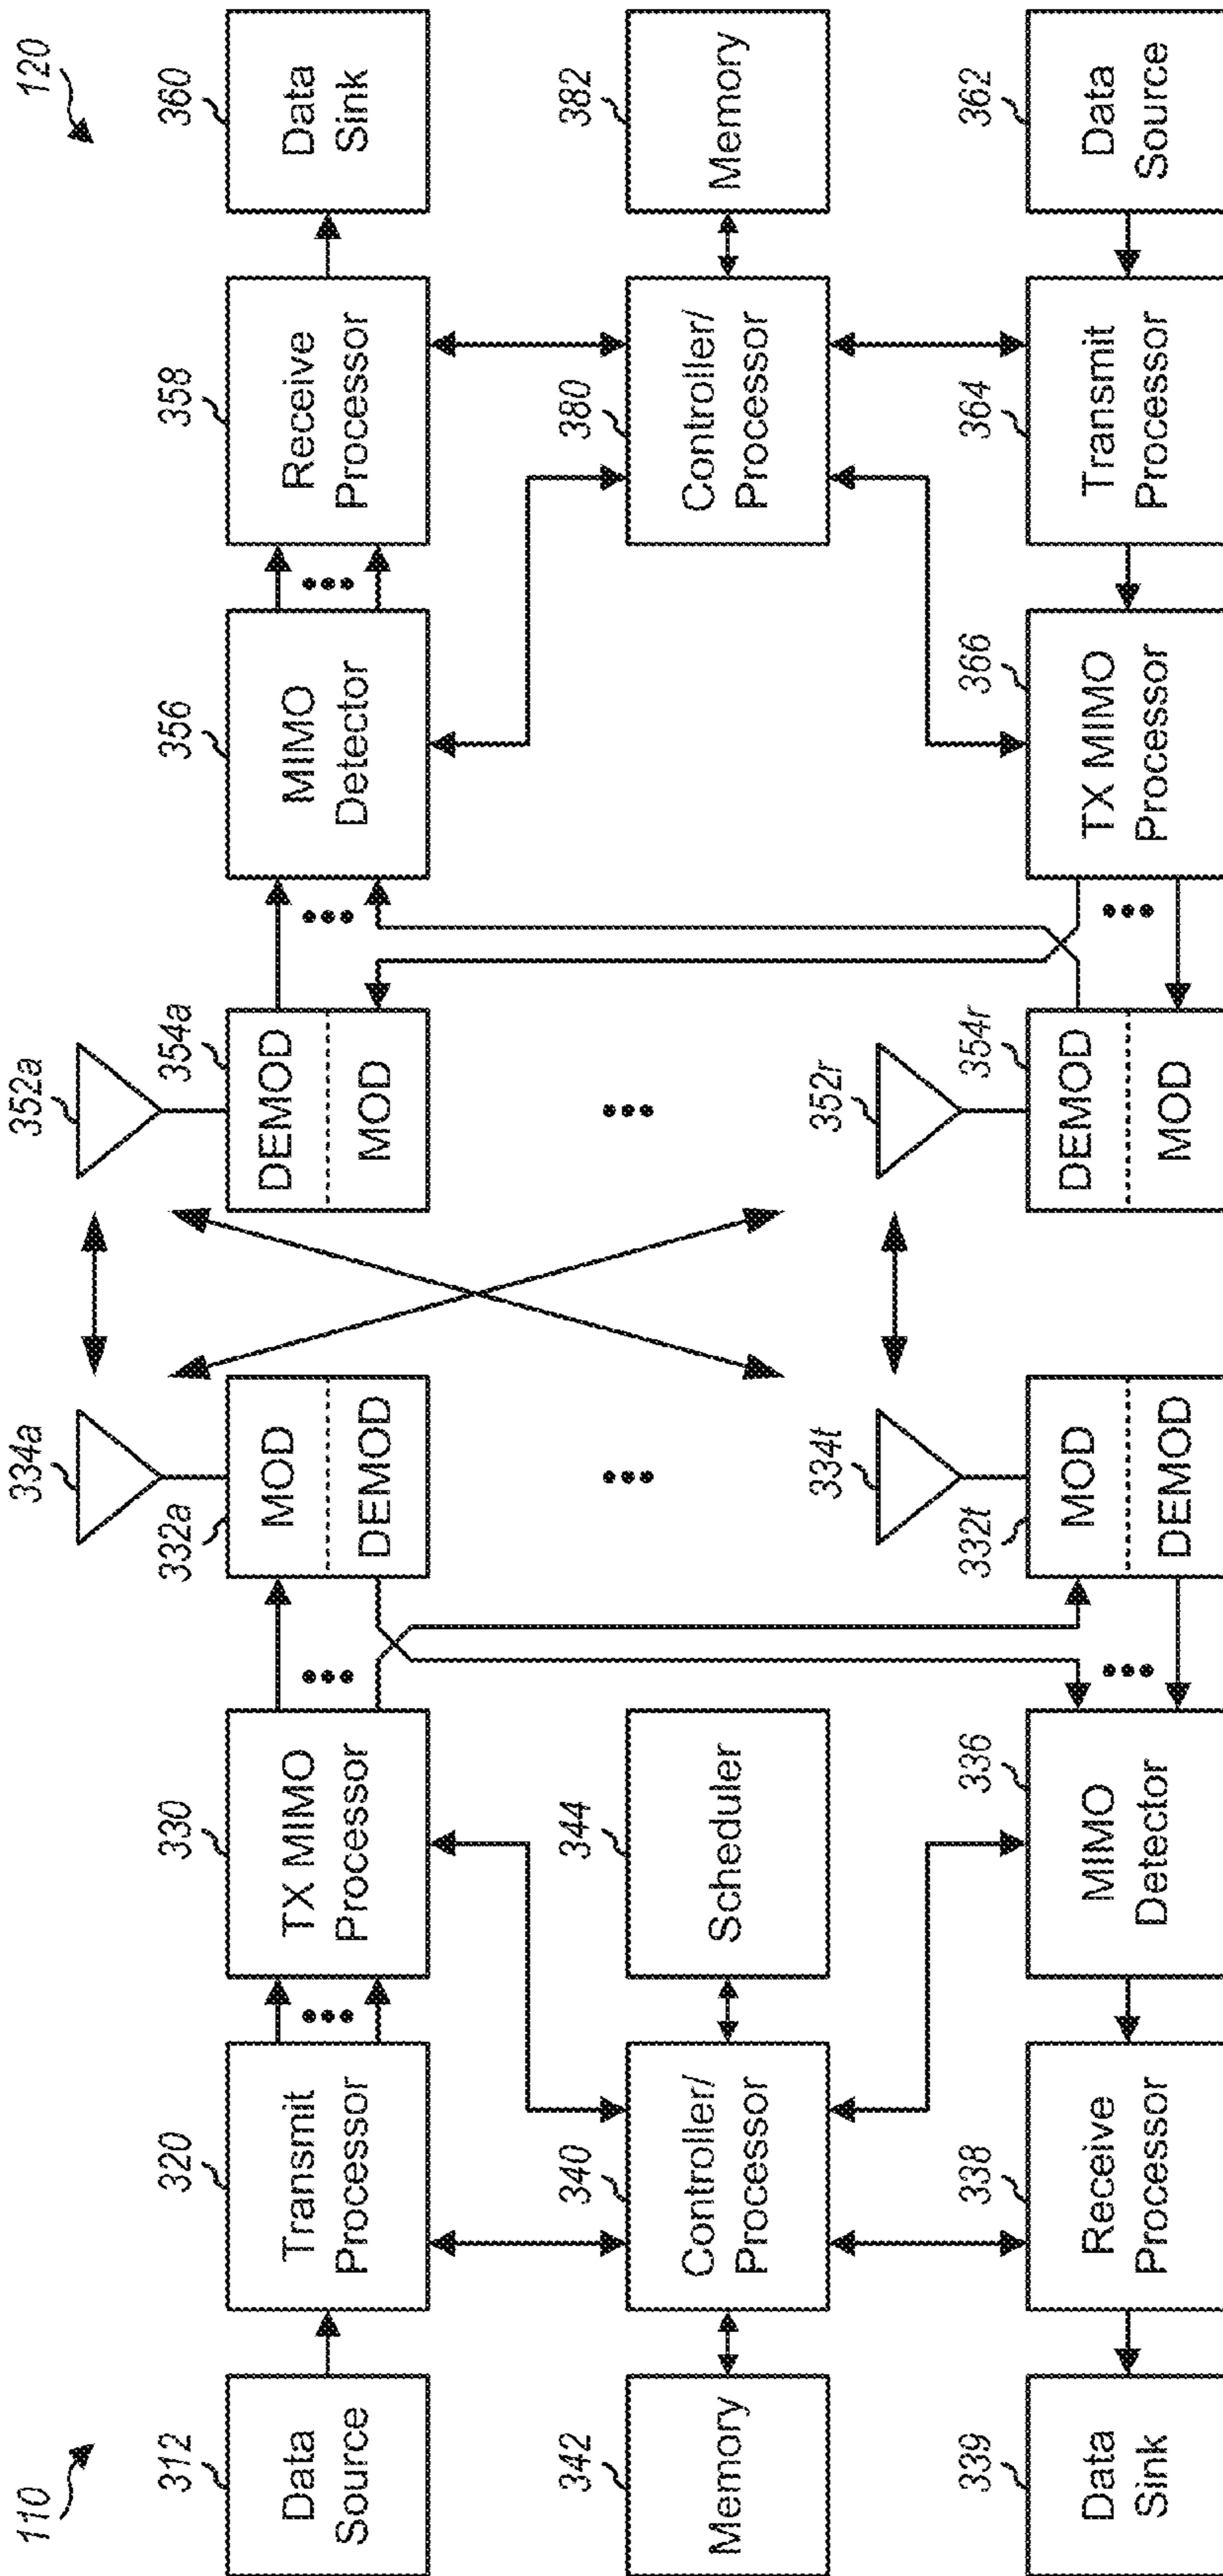 110
120
312
Data
Source
320
Transmit
Processor
330
TX MIMO
Processor
334a
332a
MOD
DEMOD
352a
354a
DEMOD
MOD
356
MIMO
Detector
358
Receive
Processor
360
Data
Sink
342
Memory
340
Controller/
Processor
344
Scheduler
380
Controller/
Processor
382
Memory
339
Data
Sink
338
Receive
Processor
336
MIMO
Detector
334t
332t
MOD
DEMOD
352r
354r
DEMOD
MOD
366
TX MIMO
Processor
364
Transmit
Processor
362
Data
Source